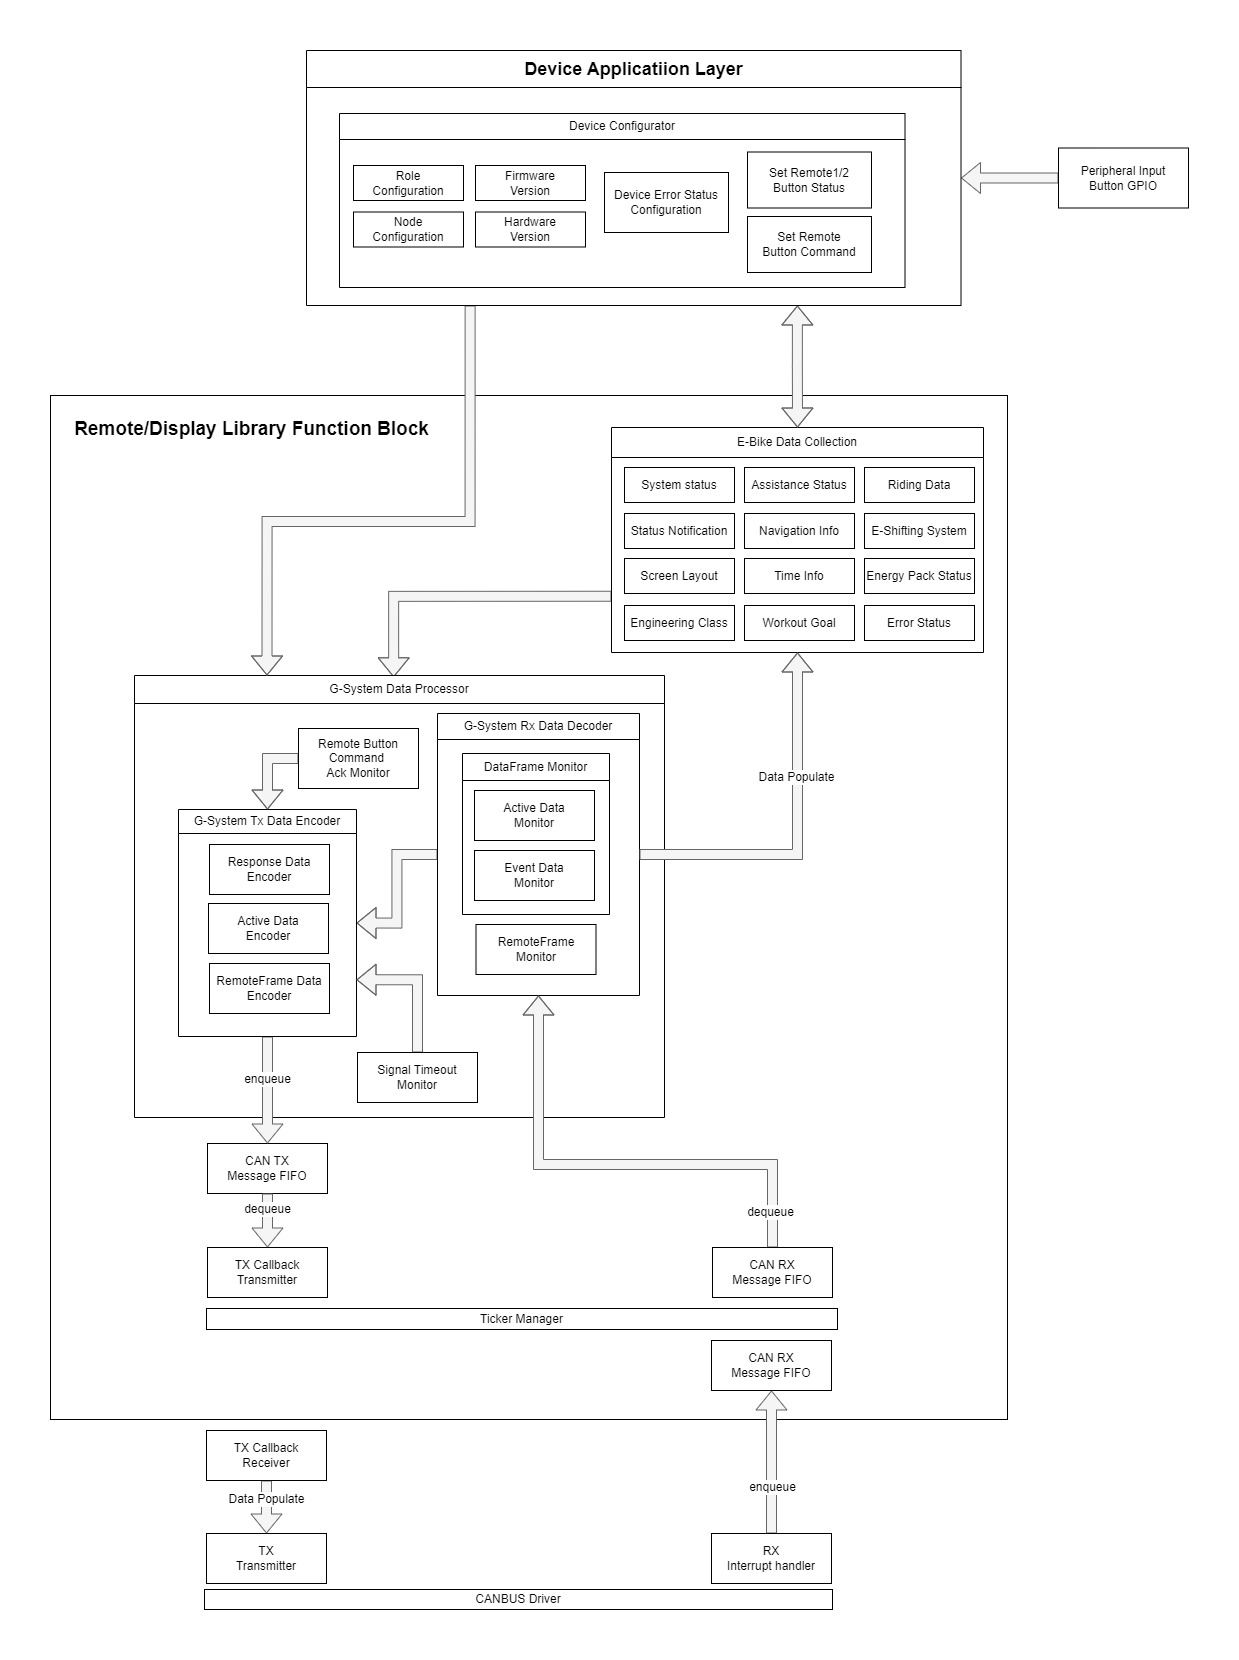 Device Applicatiion Layer
Device Configurator
Role
Configuration
Firmware
Version
Node
Configuration
Hardware
Version
Device Error Status
Configuration
Set Remote1/2
Button Status
Set Remote
Button Command
Peripheral Input
Button GPIO
Remote/Display Library Function Block
E-Bike Data Collection
System status
Assistance Status
Riding Data
Status Notification
Navigation Info
E-Shifting System
Screen Layout
Time Info
Energy Pack Status
Engineering Class
Workout Goal
Error Status
G-System Data Processor
Remote Button
Command
Ack Monitor
G-System Rx Data Decoder
DataFrame Monitor
Active Data
Monitor
Event Data
Monitor
RemoteFrame
Monitor
Data Populate
G-System Tx Data Encoder
Response Data
Encoder
Active Data
Encoder
RemoteFrame Data
Encoder
Signal Timeout
Monitor
enqueue
CAN TX
Message FIFO
dequeue
TX Callback
Transmitter
dequeue
CAN RX
Message FIFO
Ticker Manager
CAN RX
Message FIFO
TX Callback
Receiver
Data Populate
TX
Transmitter
enqueue
RX
Interrupt handler
CANBUS Driver